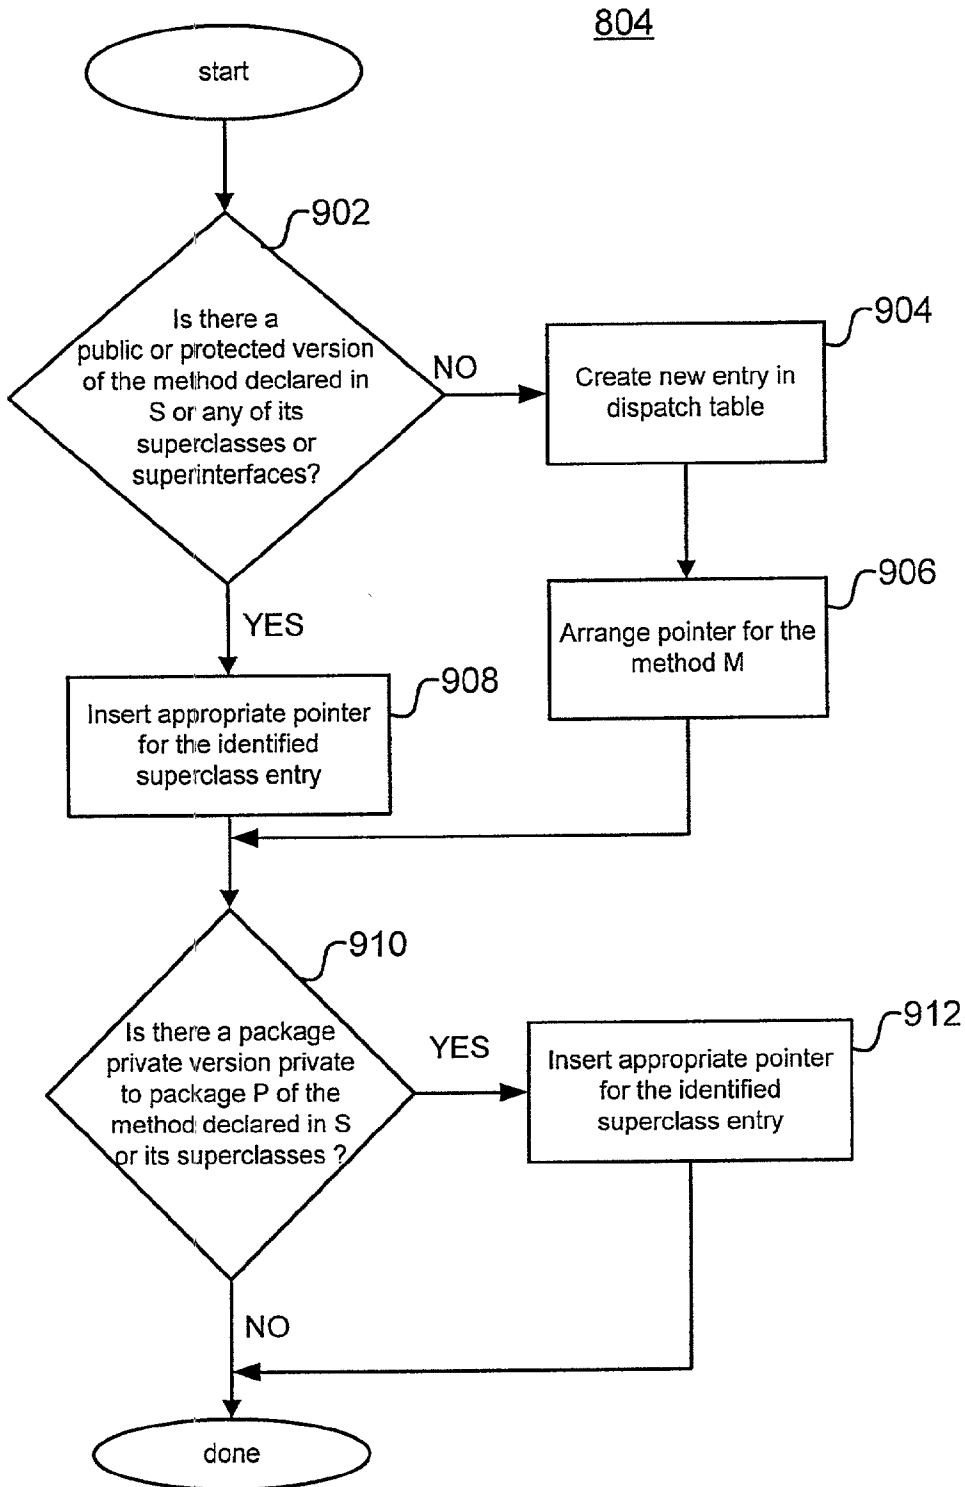 804
start
902
Is there a
public or protected version
of the method declared in
S or any of its
superclasses or
superinterfaces?
NO
904
Create new entry in
dispatch table
906
Arrange pointer for the
method M
YES
908
Insert appropriate pointer
for the identified
superclass entry
910
Is there a package
private version private
to package P of the
method declared in S
or its superclasses ?
YES
912
Insert appropriate pointer
for the identified
superclass entry
NO
done